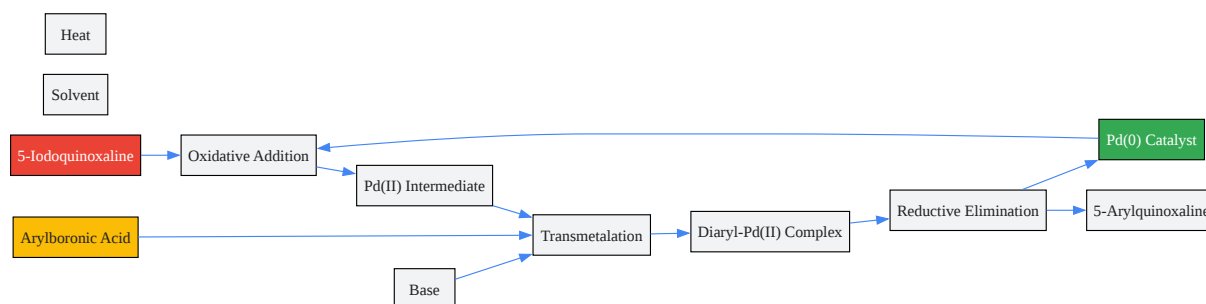 Heat
Solvent
5-Iodoquinoxaline
Oxidative Addition
Pd(0) Catalyst
Pd(II) Intermediate
Arylboronic Acid
Transmetalation
Diaryl-Pd(II) Complex
Reductive Elimination
5-Arylquinoxaline
Base